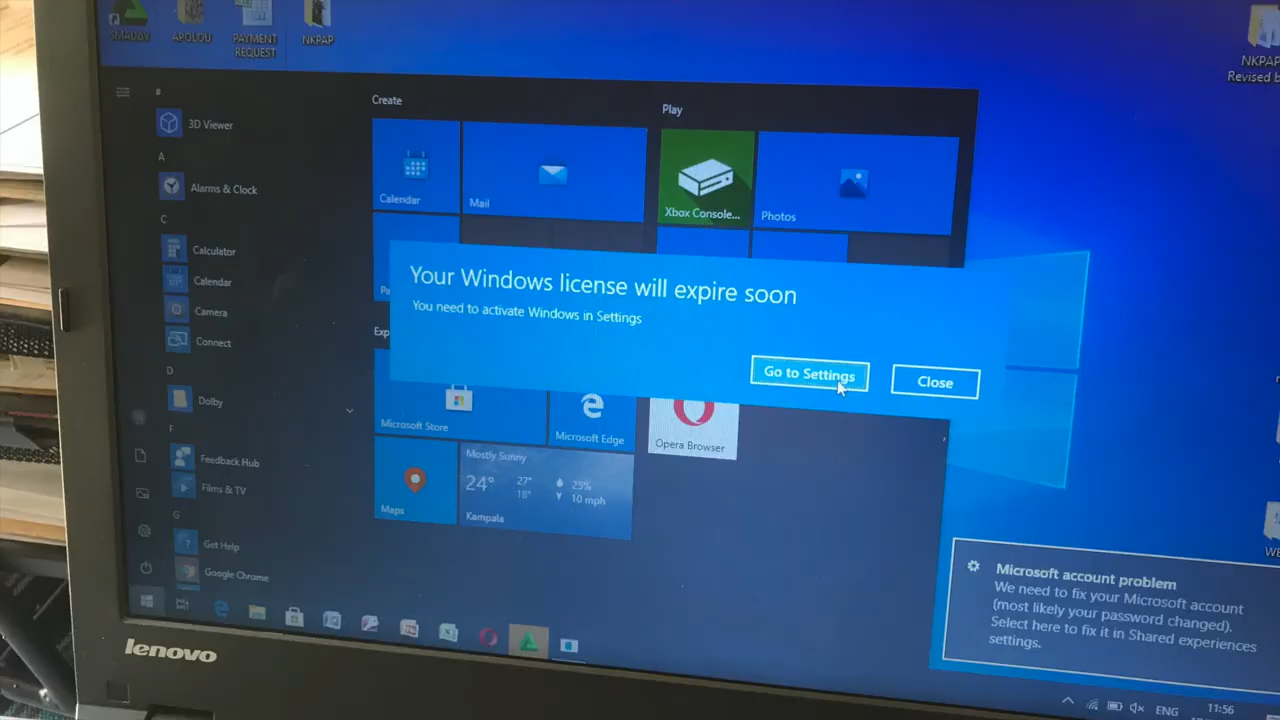 SMADAV
APOLOU
PAYMENT
REQUEST
NKPAP
NKPAP
Revised b
#
3D Viewer
A
Alarms & Clock
C
Calculator
Calendar
Camera
Connect
D
Dolby
F
Feedback Hub
Films & TV
G
Get Help
Google Chrome
Create
Calendar
Mail
Play
Xbox Console...
Photos
Pa
Your Windows license will expire soon
You need to activate Windows in Settings
Go to Settings
Close
Exp
Microsoft Store
Microsoft Edge
Opera Browser
Maps
Mostly Sunny
24° 27° 25%
18° 10 mph
Kampala
WE
Microsoft account problem
We need to fix your Microsoft account
(most likely your password changed).
Select here to fix it in Shared experiences
settings.
ENG
11:56
lenovo